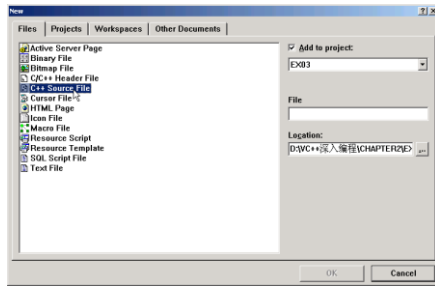 New
Files Projects Workspaces Other Documents
Active Server Page
Binary File
Bitmap File
C/C++ Header File
C++ Source File
Cursor File
HTML Page
Icon File
Macro File
Resource Script
Resource Template
SQL Script File
Text File
Add to project:
EX03
File
Location:
D:\VC++深入编程\CHAPTER2\EX
...
OK Cancel